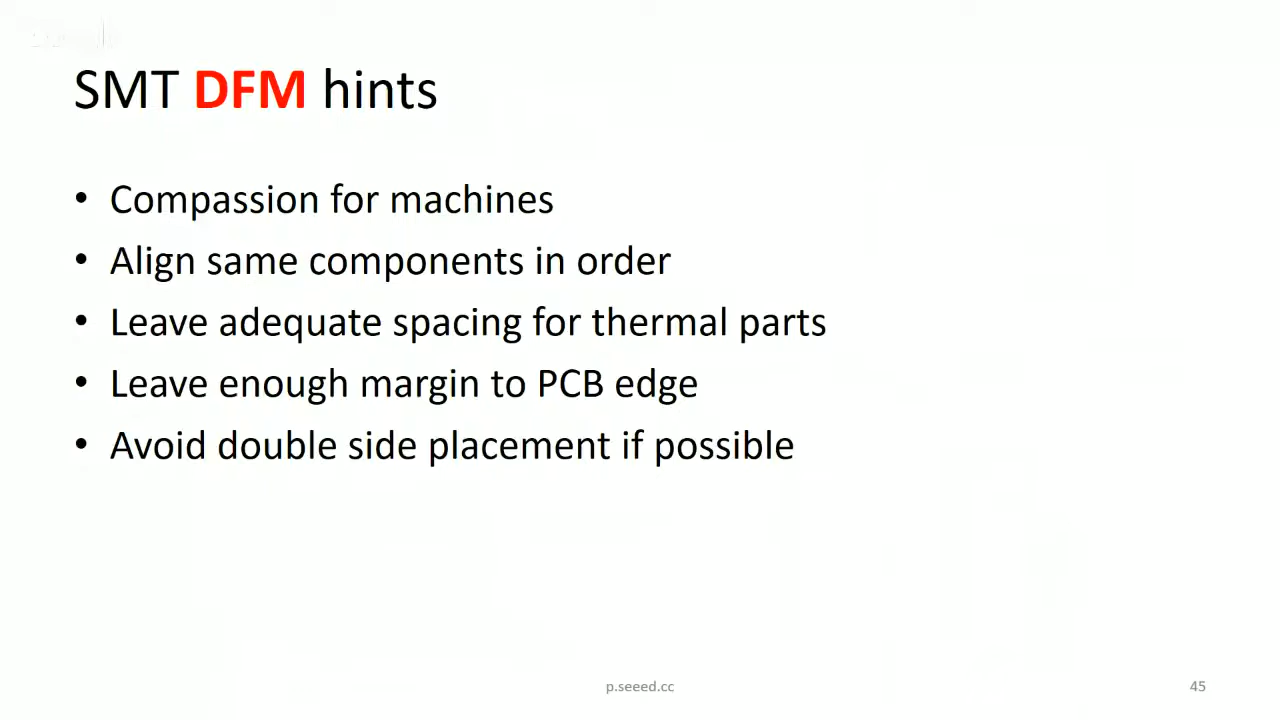 SMT DFM hints
• Compassion for machines
• Align same components in order
• Leave adequate spacing for thermal parts
• Leave enough margin to PCB edge
• Avoid double side placement if possible
p.seeed.cc
45